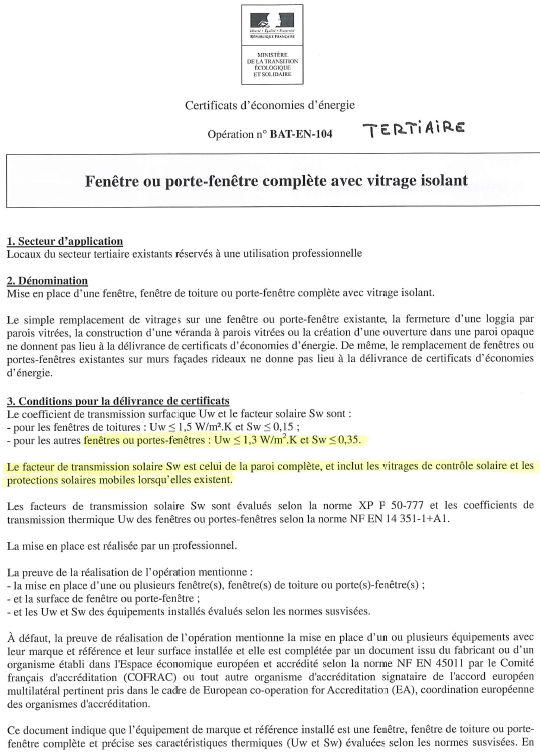 Liberté • Égalité • Fraternité
RÉPUBLIQUE FRANÇAISE
MINISTÈRE
DE LA TRANSITION
ÉCOLOGIQUE
ET SOLIDAIRE
Certificats d'économies d'énergie
Opération n° BAT-EN-104 TERTIAIRE
Fenêtre ou porte-fenêtre complète avec vitrage isolant
1. Secteur d'application
Locaux du secteur tertiaire existants réservés à une utilisation professionnelle
2. Dénomination
Mise en place d'une fenêtre, fenêtre de toiture ou porte-fenêtre complète avec vitrage isolant.
Le simple remplacement de vitrages sur une fenêtre ou porte-fenêtre existante, la fermeture d'une loggia par
parois vitrées, la construction d'une véranda à parois vitrées ou la création d'une ouverture dans une paroi opaque
ne donnent pas lieu à la délivrance de certificats d'économies d'énergie. De même, le remplacement de fenêtres ou
portes-fenêtres existantes sur murs façades rideaux ne donne pas lieu à la délivrance de certificats d'économies
d'énergie.
3. Conditions pour la délivrance de certificats
Le coefficient de transmission surfacique Uw et le facteur solaire Sw sont :
- pour les fenêtres de toitures : Uw ≤ 1,5 W/m².K et Sw ≤ 0,15 ;
- pour les autres fenêtres ou portes-fenêtres : Uw ≤ 1,3 W/m².K et Sw ≤ 0,35.
Le facteur de transmission solaire Sw est celui de la paroi complète, et inclut les vitrages de contrôle solaire et les
protections solaires mobiles lorsqu'elles existent.
Les facteurs de transmission solaire Sw sont évalués selon la norme XP P 50-777 et les coefficients de
transmission thermique Uw des fenêtres ou portes-fenêtres selon la norme NF EN 14 351-1+A1.
La mise en place est réalisée par un professionnel.
La preuve de la réalisation de l'opération mentionne :
- la mise en place d'une ou plusieurs fenêtre(s), fenêtre(s) de toiture ou porte(s)-fenêtre(s) ;
- et la surface de fenêtre ou porte-fenêtre ;
- et les Uw et Sw des équipements installés évalués selon les normes susvisées.
À défaut, la preuve de réalisation de l'opération mentionne la mise en place d'un ou plusieurs équipements avec
leur marque et référence et leur surface installée et elle est complétée par un document issu du fabricant ou d'un
organisme établi dans l'Espace économique européen et accrédité selon la norme NF EN 45011 par le Comité
français d'accréditation (COFRAC) ou tout autre organisme d'accréditation signataire de l'accord européen
multilatéral pertinent pris dans le cadre de European co-operation for Accreditation (EA), coordination européenne
des organismes d'accréditation.
Ce document indique que l'équipement de marque et référence installé est une fenêtre, fenêtre de toiture ou porte-
fenêtre complète et précise ses caractéristiques thermiques (Uw et Sw) évaluées selon les normes susvisées. En